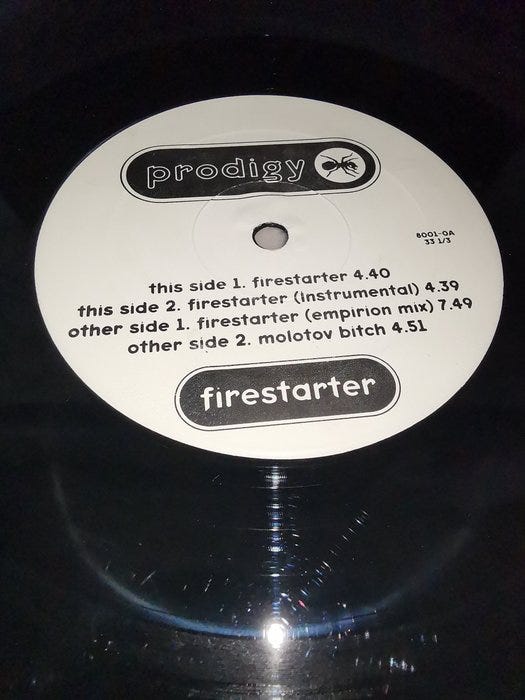 prodigy
8001-0A
33 1/3
this side 1. firestarter 4.40
this side 2. firestarter (instrumental) 4.39
other side 1. firestarter (empirion mix) 7.49
other side 2. molotov bitch 4.51
firestarter